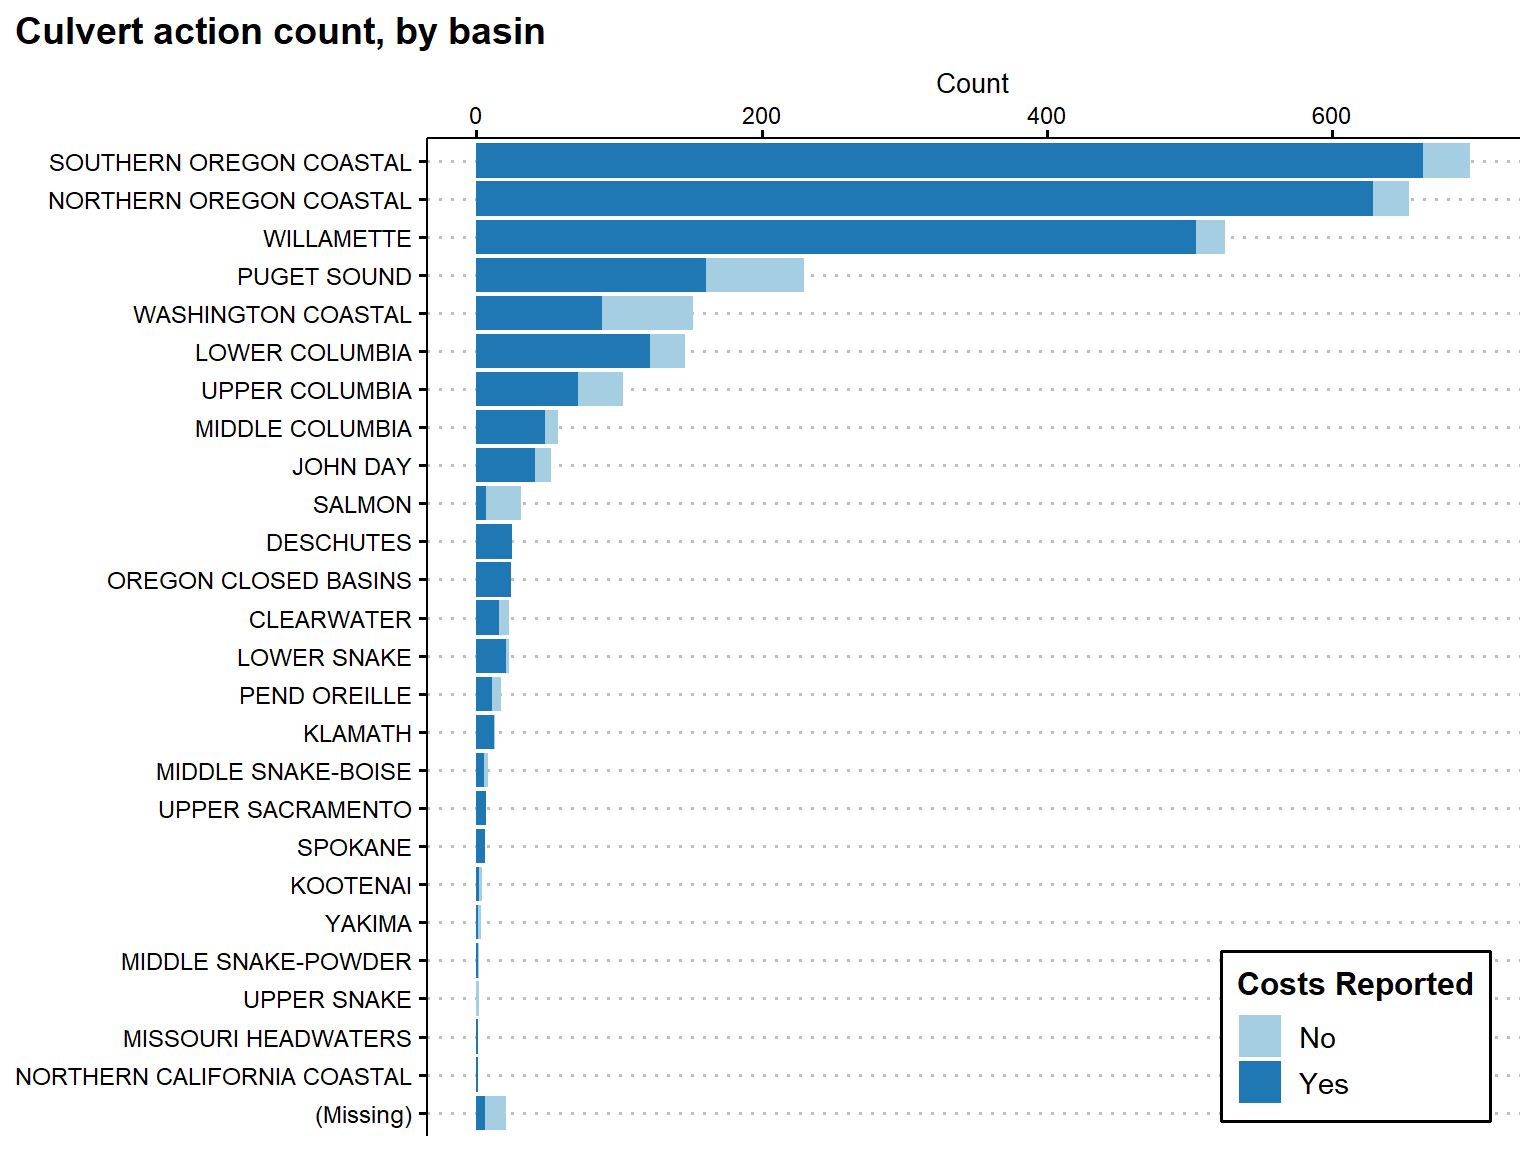 Culvert action count, by basin
Count
0 200 400 600
SOUTHERN OREGON COASTAL
NORTHERN OREGON COASTAL
WILLAMETTE
PUGET SOUND
WASHINGTON COASTAL
LOWER COLUMBIA
UPPER COLUMBIA
MIDDLE COLUMBIA
JOHN DAY
SALMON
DESCHUTES
OREGON CLOSED BASINS
CLEARWATER
LOWER SNAKE
PEND OREILLE
KLAMATH
MIDDLE SNAKE-BOISE
UPPER SACRAMENTO
SPOKANE
KOOTENAI
YAKIMA
MIDDLE SNAKE-POWDER
UPPER SNAKE
MISSOURI HEADWATERS
NORTHERN CALIFORNIA COASTAL
(Missing)
Costs Reported
No
Yes